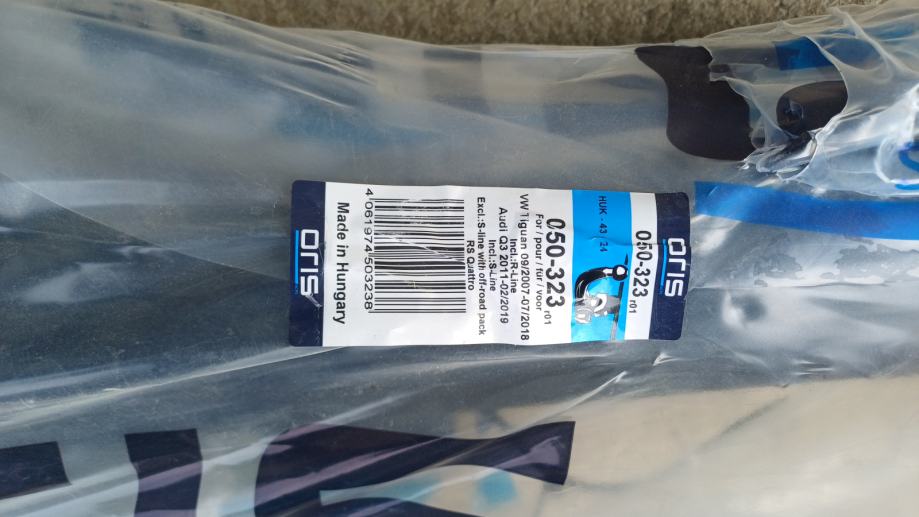 ORIS
050-323 r01
HUK - 43 / 24
050-323 r01
For / pour / für / voor
VW Tiguan 09/2007-07/2018
Incl.:R-Line
Audi Q3 2011-02/2019
Incl.:S-Line
Excl.:S-line with off-road pack
RS Quattro
4 061974 503238
Made in Hungary
ORIS